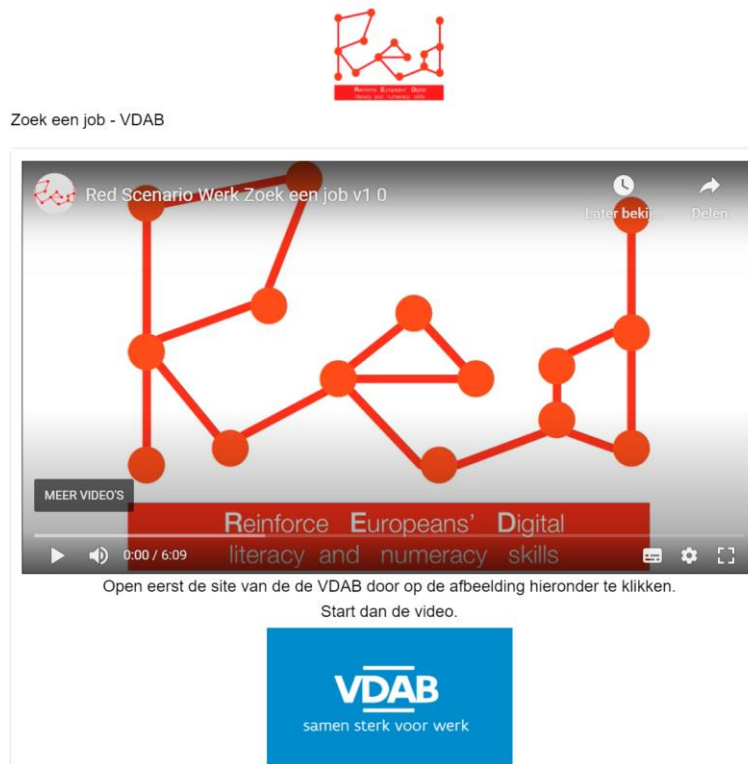 Reinforce Europeans' Digital
literacy and numeracy skills
Zoek een job - VDAB
Red Scenario Werk Zoek een job v1 0
Later bekij...
Delen
MEER VIDEO'S
Reinforce Europeans' Digital
literacy and numeracy skills
0:00 / 6:09
Open eerst de site van de de VDAB door op de afbeelding hieronder te klikken.
Start dan de video.
VDAB
samen sterk voor werk